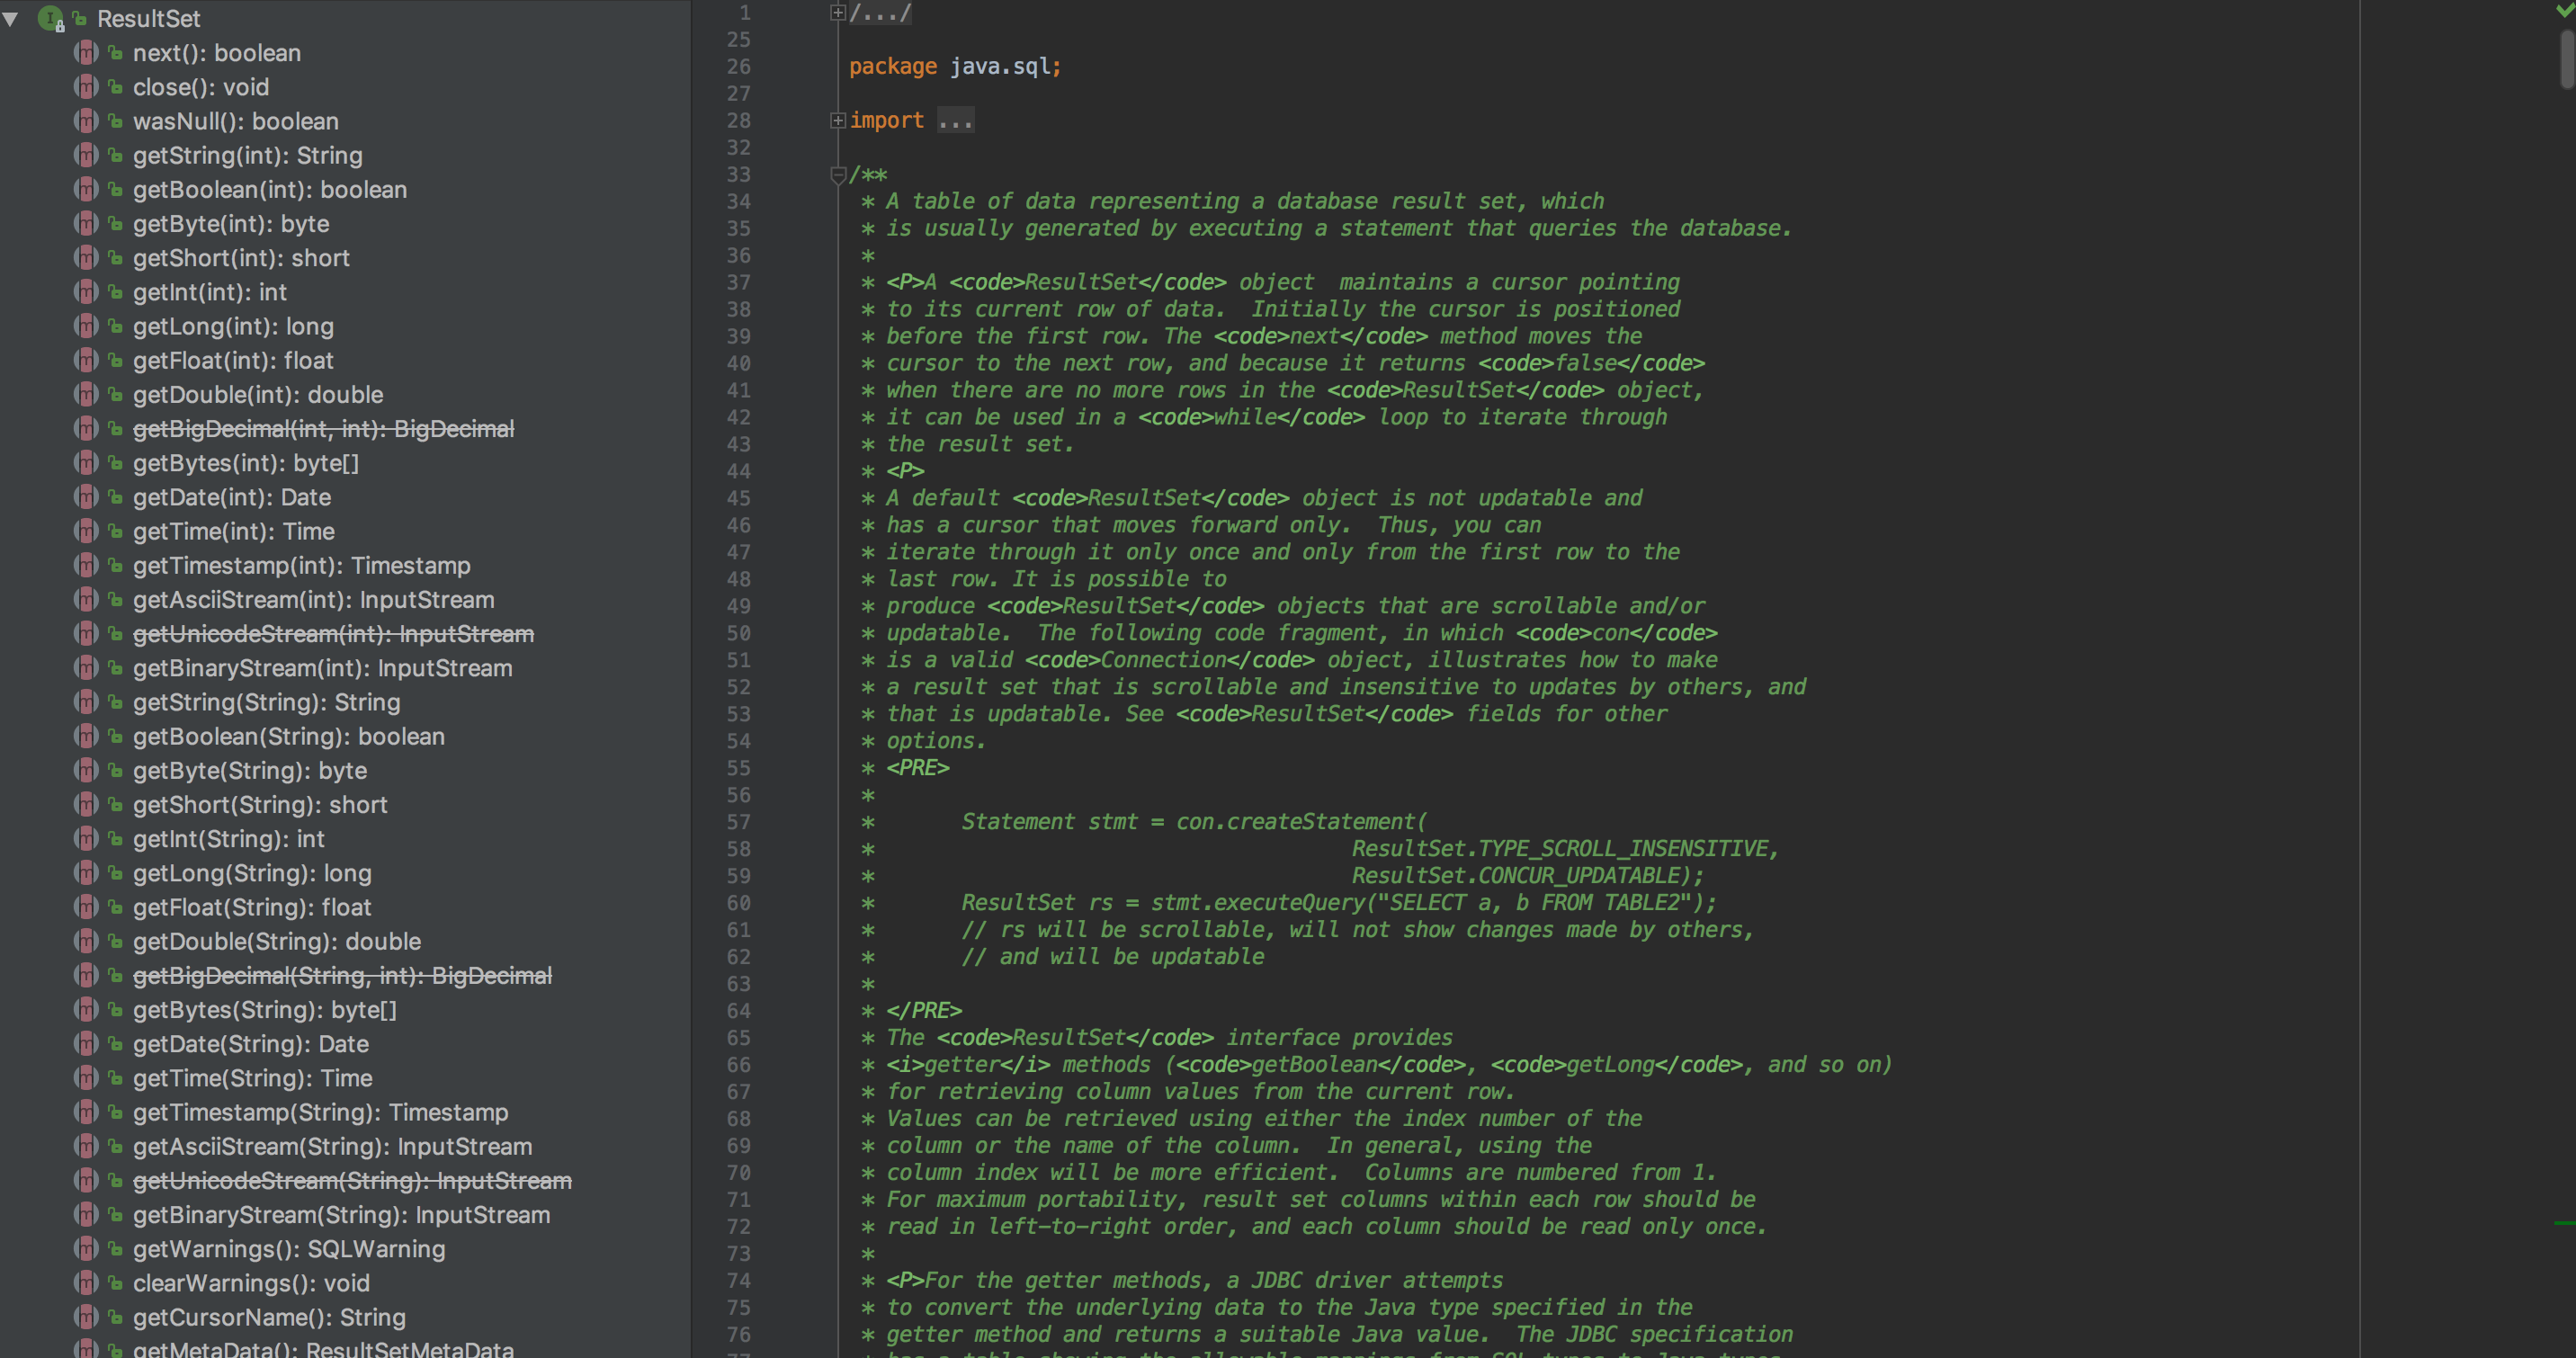 ResultSet
next(): boolean
close(): void
wasNull(): boolean
getString(int): String
getBoolean(int): boolean
getByte(int): byte
getShort(int): short
getInt(int): int
getLong(int): long
getFloat(int): float
getDouble(int): double
getBigDecimal(int, int): BigDecimal
getBytes(int): byte[]
getDate(int): Date
getTime(int): Time
getTimestamp(int): Timestamp
getAsciiStream(int): InputStream
getUnicodeStream(int): InputStream
getBinaryStream(int): InputStream
getString(String): String
getBoolean(String): boolean
getByte(String): byte
getShort(String): short
getInt(String): int
getLong(String): long
getFloat(String): float
getDouble(String): double
getBigDecimal(String, int): BigDecimal
getBytes(String): byte[]
getDate(String): Date
getTime(String): Time
getTimestamp(String): Timestamp
getAsciiStream(String): InputStream
getUnicodeStream(String): InputStream
getBinaryStream(String): InputStream
getWarnings(): SQLWarning
clearWarnings(): void
getCursorName(): String
getMetaData(): ResultSetMetaData
1 /.../
25
26 package java.sql;
27
28 import ...
32
33 /**
34 * A table of data representing a database result set, which
35 * is usually generated by executing a statement that queries the database.
36 *
37 * <P>A <code>ResultSet</code> object  maintains a cursor pointing
38 * to its current row of data.  Initially the cursor is positioned
39 * before the first row. The <code>next</code> method moves the
40 * cursor to the next row, and because it returns <code>false</code>
41 * when there are no more rows in the <code>ResultSet</code> object,
42 * it can be used in a <code>while</code> loop to iterate through
43 * the result set.
44 * <P>
45 * A default <code>ResultSet</code> object is not updatable and
46 * has a cursor that moves forward only.  Thus, you can
47 * iterate through it only once and only from the first row to the
48 * last row. It is possible to
49 * produce <code>ResultSet</code> objects that are scrollable and/or
50 * updatable.  The following code fragment, in which <code>con</code>
51 * is a valid <code>Connection</code> object, illustrates how to make
52 * a result set that is scrollable and insensitive to updates by others, and
53 * that is updatable. See <code>ResultSet</code> fields for other
54 * options.
55 * <PRE>
56 *
57 *       Statement stmt = con.createStatement(
58 *                                      ResultSet.TYPE_SCROLL_INSENSITIVE,
59 *                                      ResultSet.CONCUR_UPDATABLE);
60 *       ResultSet rs = stmt.executeQuery("SELECT a, b FROM TABLE2");
61 *       // rs will be scrollable, will not show changes made by others,
62 *       // and will be updatable
63 *
64 * </PRE>
65 * The <code>ResultSet</code> interface provides
66 * <i>getter</i> methods (<code>getBoolean</code>, <code>getLong</code>, and so on)
67 * for retrieving column values from the current row.
68 * Values can be retrieved using either the index number of the
69 * column or the name of the column.  In general, using the
70 * column index will be more efficient.  Columns are numbered from 1.
71 * For maximum portability, result set columns within each row should be
72 * read in left-to-right order, and each column should be read only once.
73 *
74 * <P>For the getter methods, a JDBC driver attempts
75 * to convert the underlying data to the Java type specified in the
76 * getter method and returns a suitable Java value.  The JDBC specification
77 * has a table showing the allowable mappings from SQL types to Java types